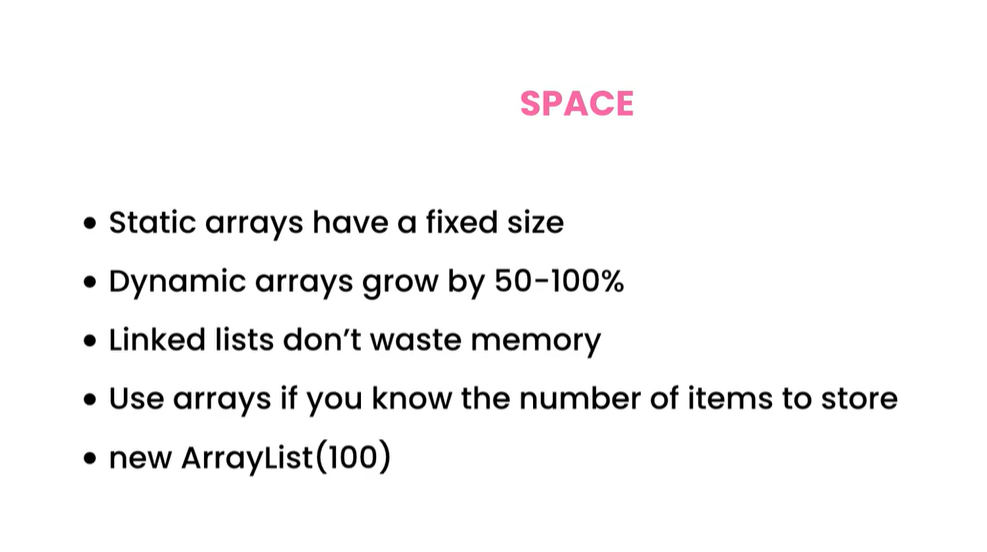 SPACE
• Static arrays have a fixed size
• Dynamic arrays grow by 50-100%
• Linked lists don’t waste memory
• Use arrays if you know the number of items to store
• new ArrayList(100)